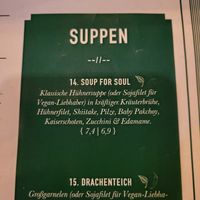 SUPPEN
--//--
14. SOUP FOR SOUL
Klassische Hühnersuppe (oder Sojafilet für
Vegan-Liebhaber) in kräftiger Kräuterbrühe,
Hühnerfilet, Shiitake, Pilze, Baby Pakchoy,
Kaiserschoten, Zucchini & Edamame.
{ 7,4 | 6,9 }
15. DRACHENTEICH
Großgarnelen (oder Sojafilet für Vegan-Liebha-